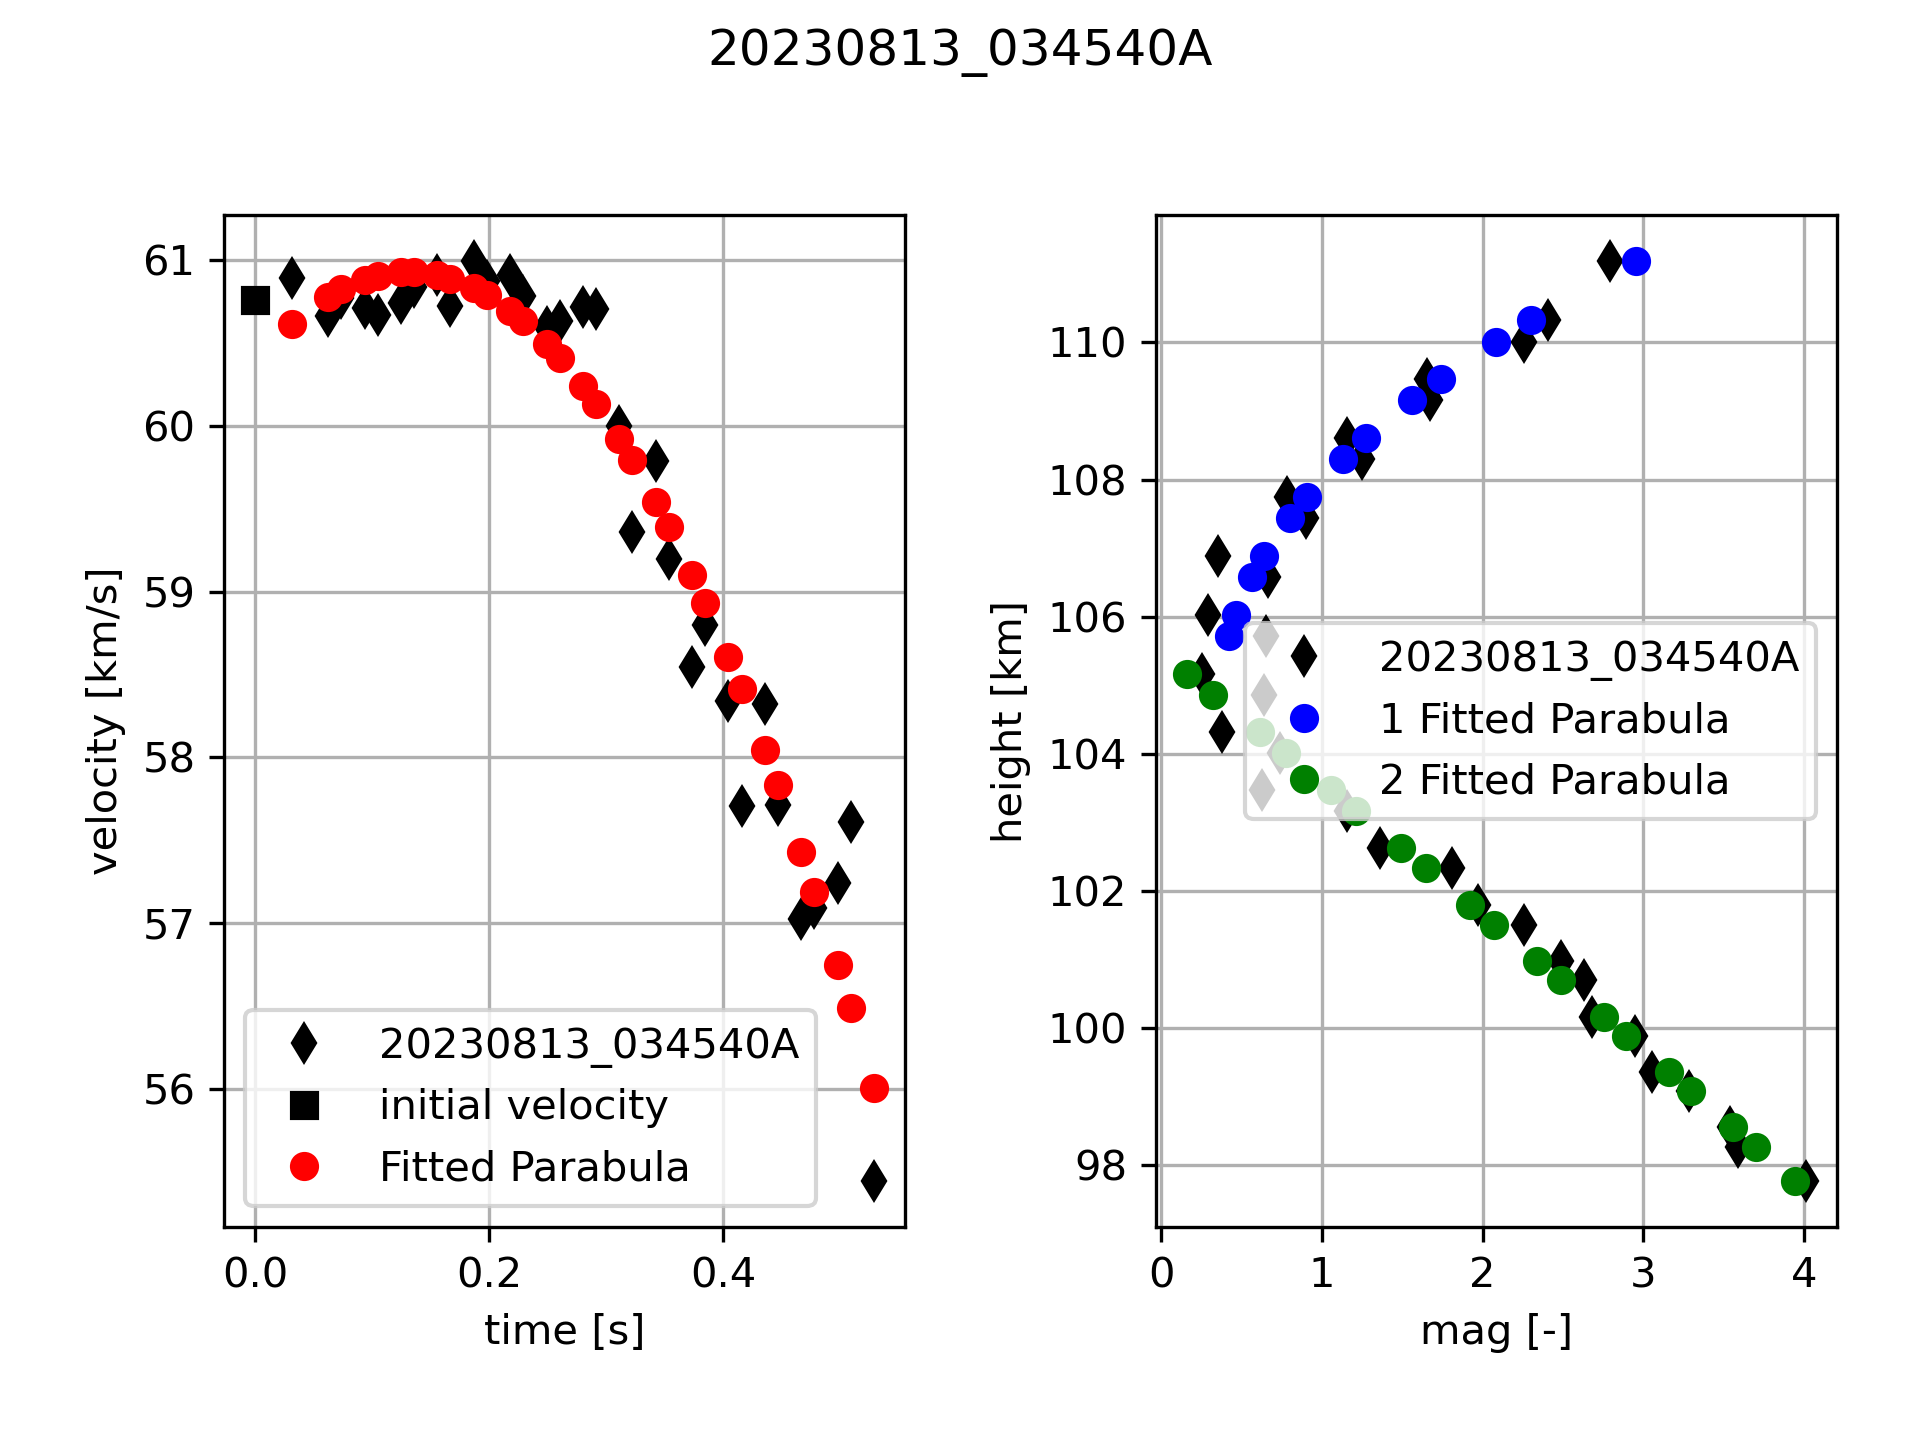 20230813_034540A
61
60
59
58
57
56
velocity [km/s]
20230813_034540A
initial velocity
Fitted Parabula
0.0 0.2 0.4
time [s]
110
108
106
104
102
100
98
height [km]
20230813_034540A
1 Fitted Parabula
2 Fitted Parabula
0 1 2 3 4
mag [-]